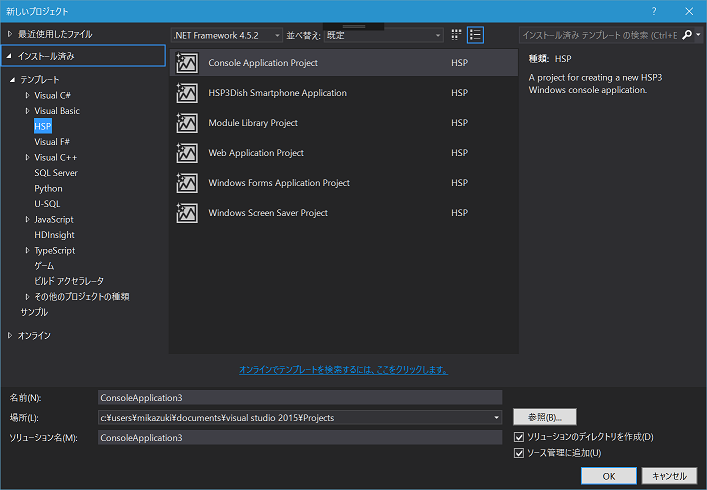 新しいプロジェクト
最近使用したファイル
インストール済み
テンプレート
Visual C#
Visual Basic
HSP
Visual F#
Visual C++
SQL Server
Python
U-SQL
JavaScript
HDInsight
TypeScript
ゲーム
ビルド アクセラレータ
その他のプロジェクトの種類
サンプル
オンライン
.NET Framework 4.5.2 並べ替え: 既定
Console Application Project HSP
HSP3Dish Smartphone Application HSP
Module Library Project HSP
Web Application Project HSP
Windows Forms Application Project HSP
Windows Screen Saver Project HSP
オンラインでテンプレートを検索するには、ここをクリックします。
インストール済み テンプレート の検索 (Ctrl+E
種類: HSP
A project for creating a new HSP3
Windows console application.
名前(N): ConsoleApplication3
場所(L): c:¥users¥mikazuki¥documents¥visual studio 2015¥Projects 参照(B)...
ソリューション名(M): ConsoleApplication3
ソリューションのディレクトリを作成(D)
ソース管理に追加(U)
OK キャンセル